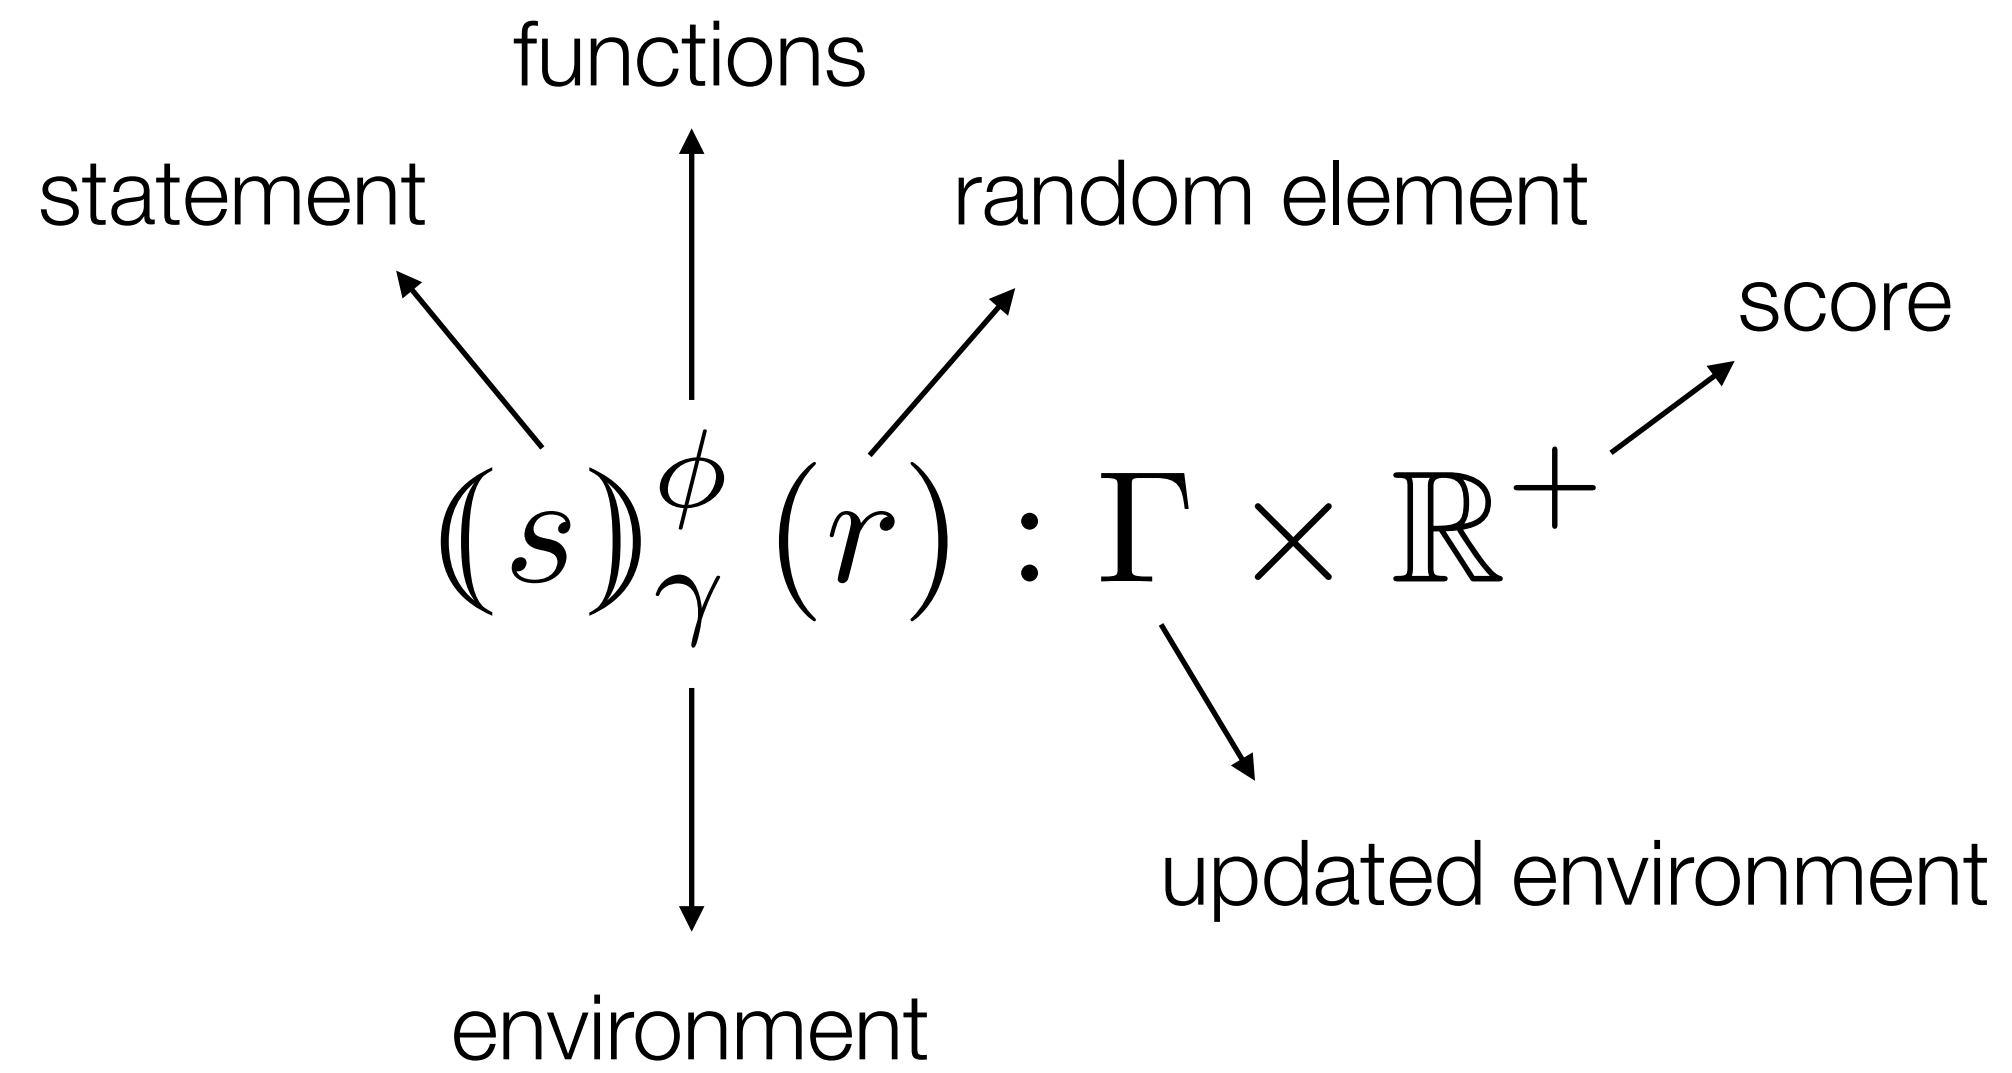 functions
statement
random element
score
⦇s⦈^ϕ_γ (r) : Γ × ℝ⁺
updated environment
environment